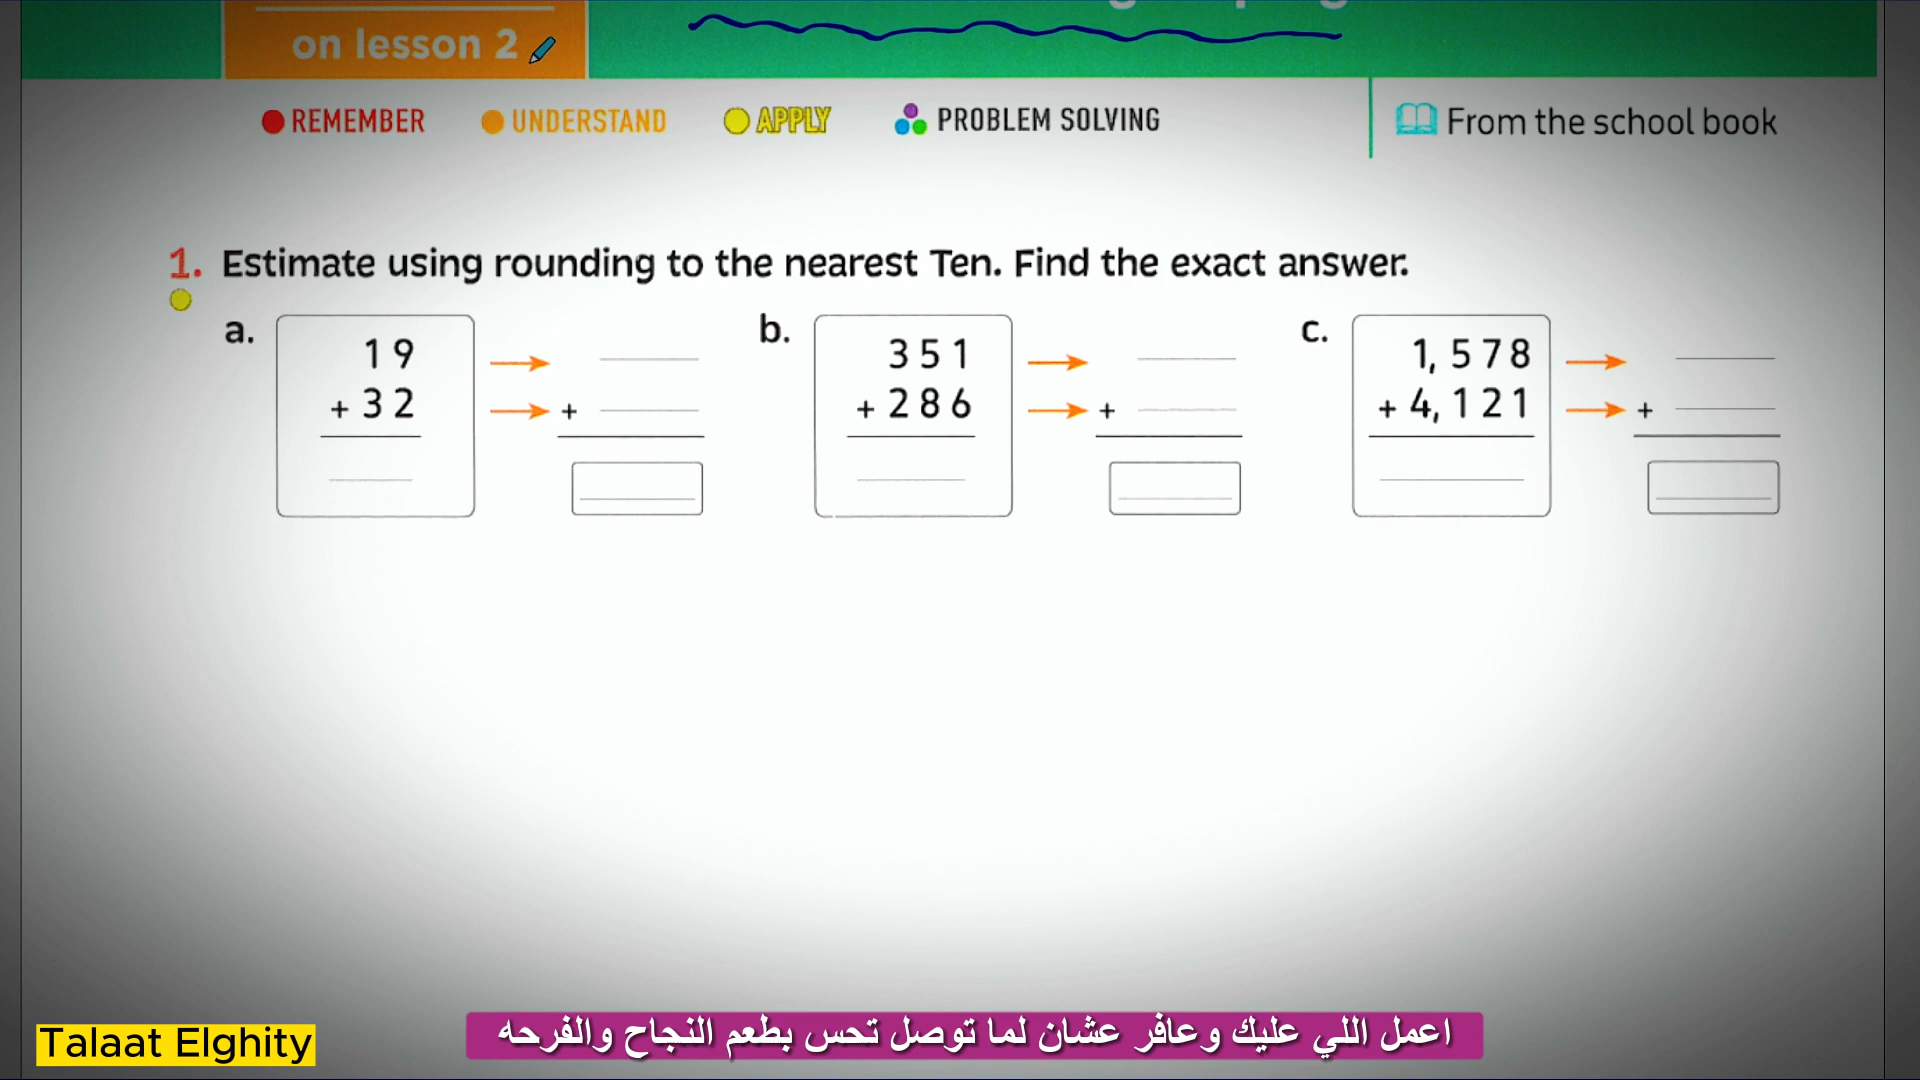 on lesson 2
REMEMBER UNDERSTAND APPLY PROBLEM SOLVING From the school book
1. Estimate using rounding to the nearest Ten. Find the exact answer.
a. 19 b. 351 c. 1,578
+ 32 + + 286 + + 4,121 +
Talaat Elghity
اعمل اللي عليك وعافر عشان لما توصل تحس بطعم النجاح والفرحه